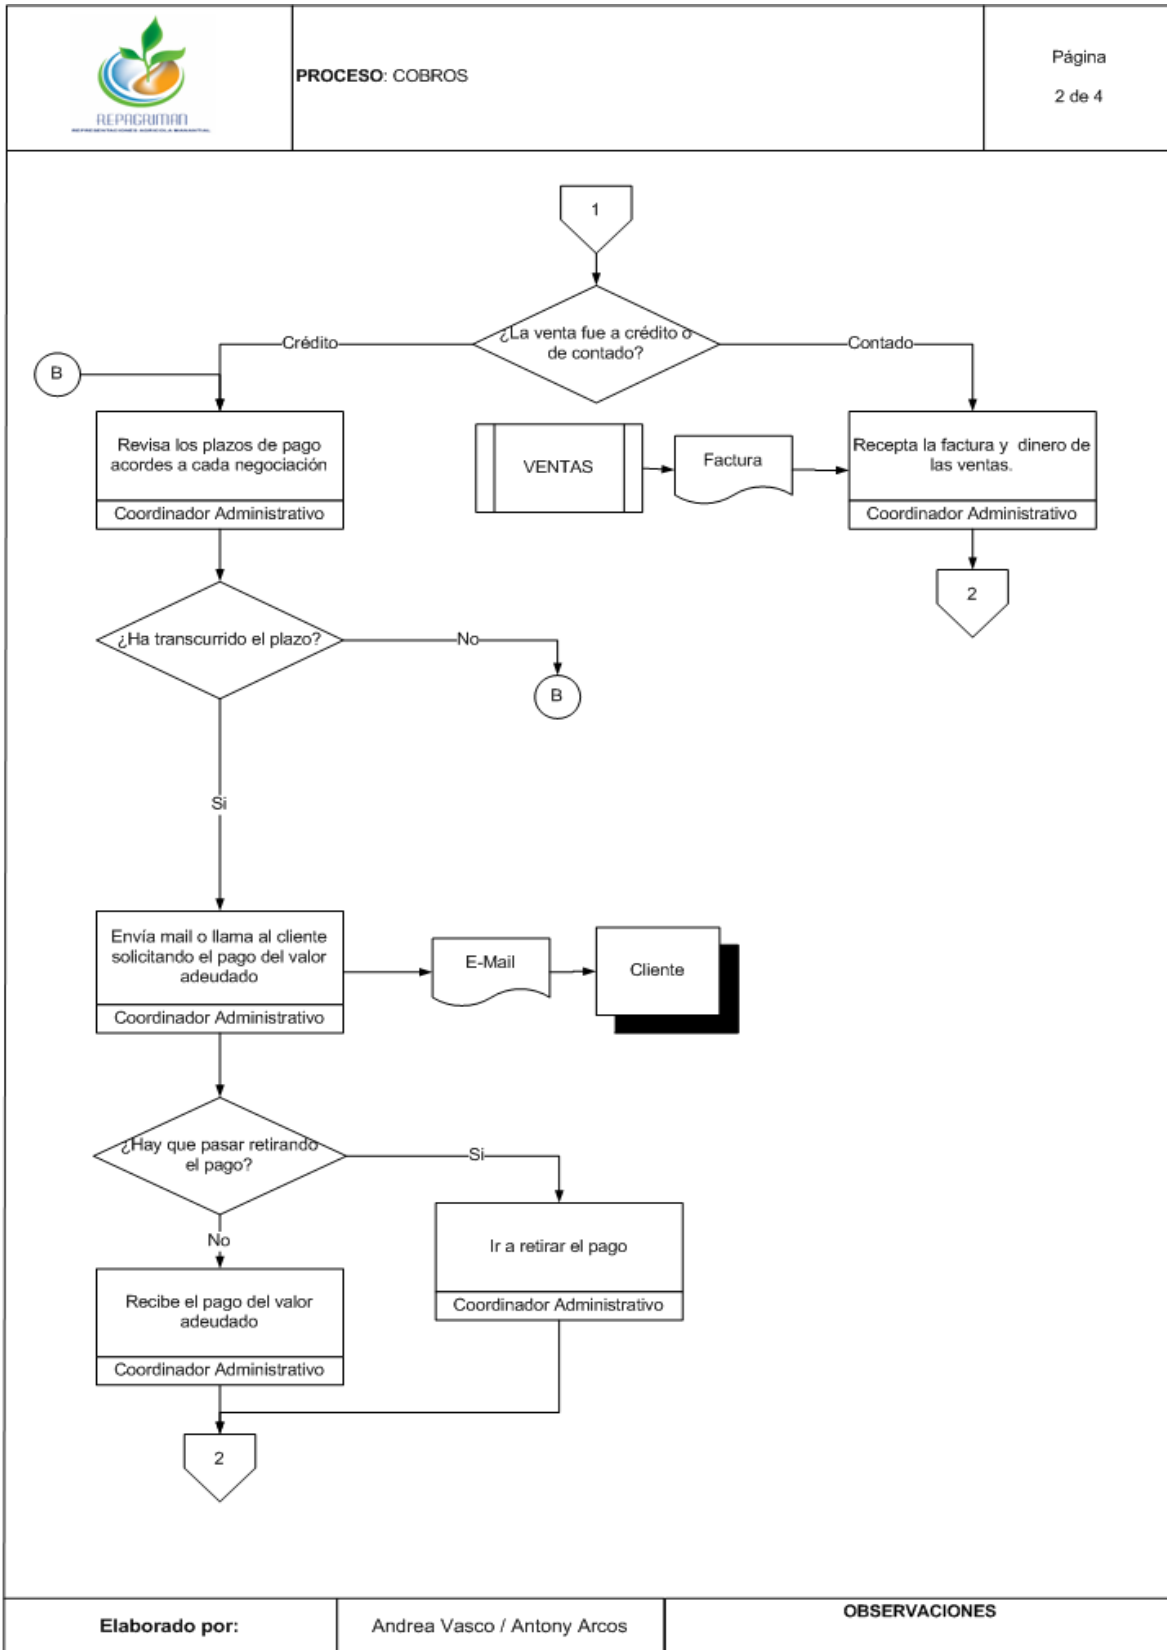 REPAGRIMAN
REPRESENTACIONES AGRICOLA MANANTIAL
PROCESO: COBROS
Página
2 de 4
1
¿La venta fue a crédito o
de contado?
Crédito
Contado
B
Revisa los plazos de pago
acordes a cada negociación
Coordinador Administrativo
VENTAS
Factura
Recepta la factura y dinero de
las ventas.
Coordinador Administrativo
2
¿Ha transcurrido el plazo?
No
B
Si
Envía mail o llama al cliente
solicitando el pago del valor
adeudado
Coordinador Administrativo
E-Mail
Cliente
¿Hay que pasar retirando
el pago?
Si
No
Ir a retirar el pago
Coordinador Administrativo
Recibe el pago del valor
adeudado
Coordinador Administrativo
2
Elaborado por:
Andrea Vasco / Antony Arcos
OBSERVACIONES